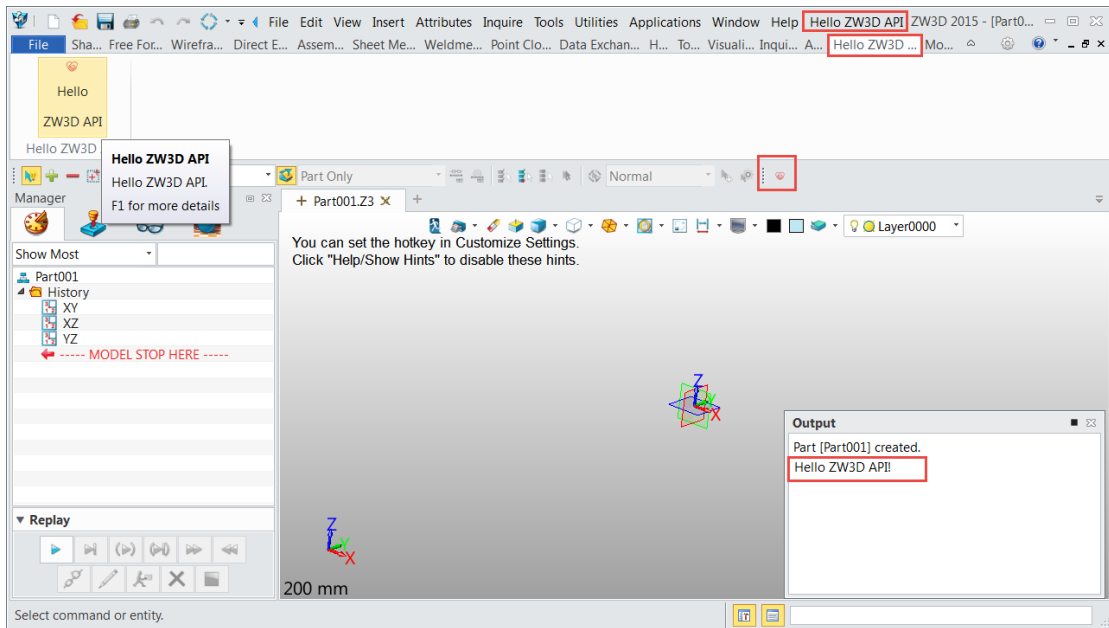 File Edit View Insert Attributes Inquire Tools Utilities Applications Window Help Hello ZW3D API ZW3D 2015 - [Part0...
File Sha... Free For... Wirefra... Direct E... Assem... Sheet Me... Weldme... Point Clo... Data Exchan... H... To... Visuali... Inqui... A... Hello ZW3D ... Mo...
Hello
ZW3D API
Hello ZW3D
Hello ZW3D API
Hello ZW3D API.
F1 for more details
Part Only Normal
Manager
+ Part001.Z3
Layer0000
You can set the hotkey in Customize Settings.
Click "Help/Show Hints" to disable these hints.
Show Most
Part001
History
XY
XZ
YZ
----- MODEL STOP HERE -----
Z
Y
X
Output
Part [Part001] created.
Hello ZW3D API!
Replay
Z
Y
X
200 mm
Select command or entity.